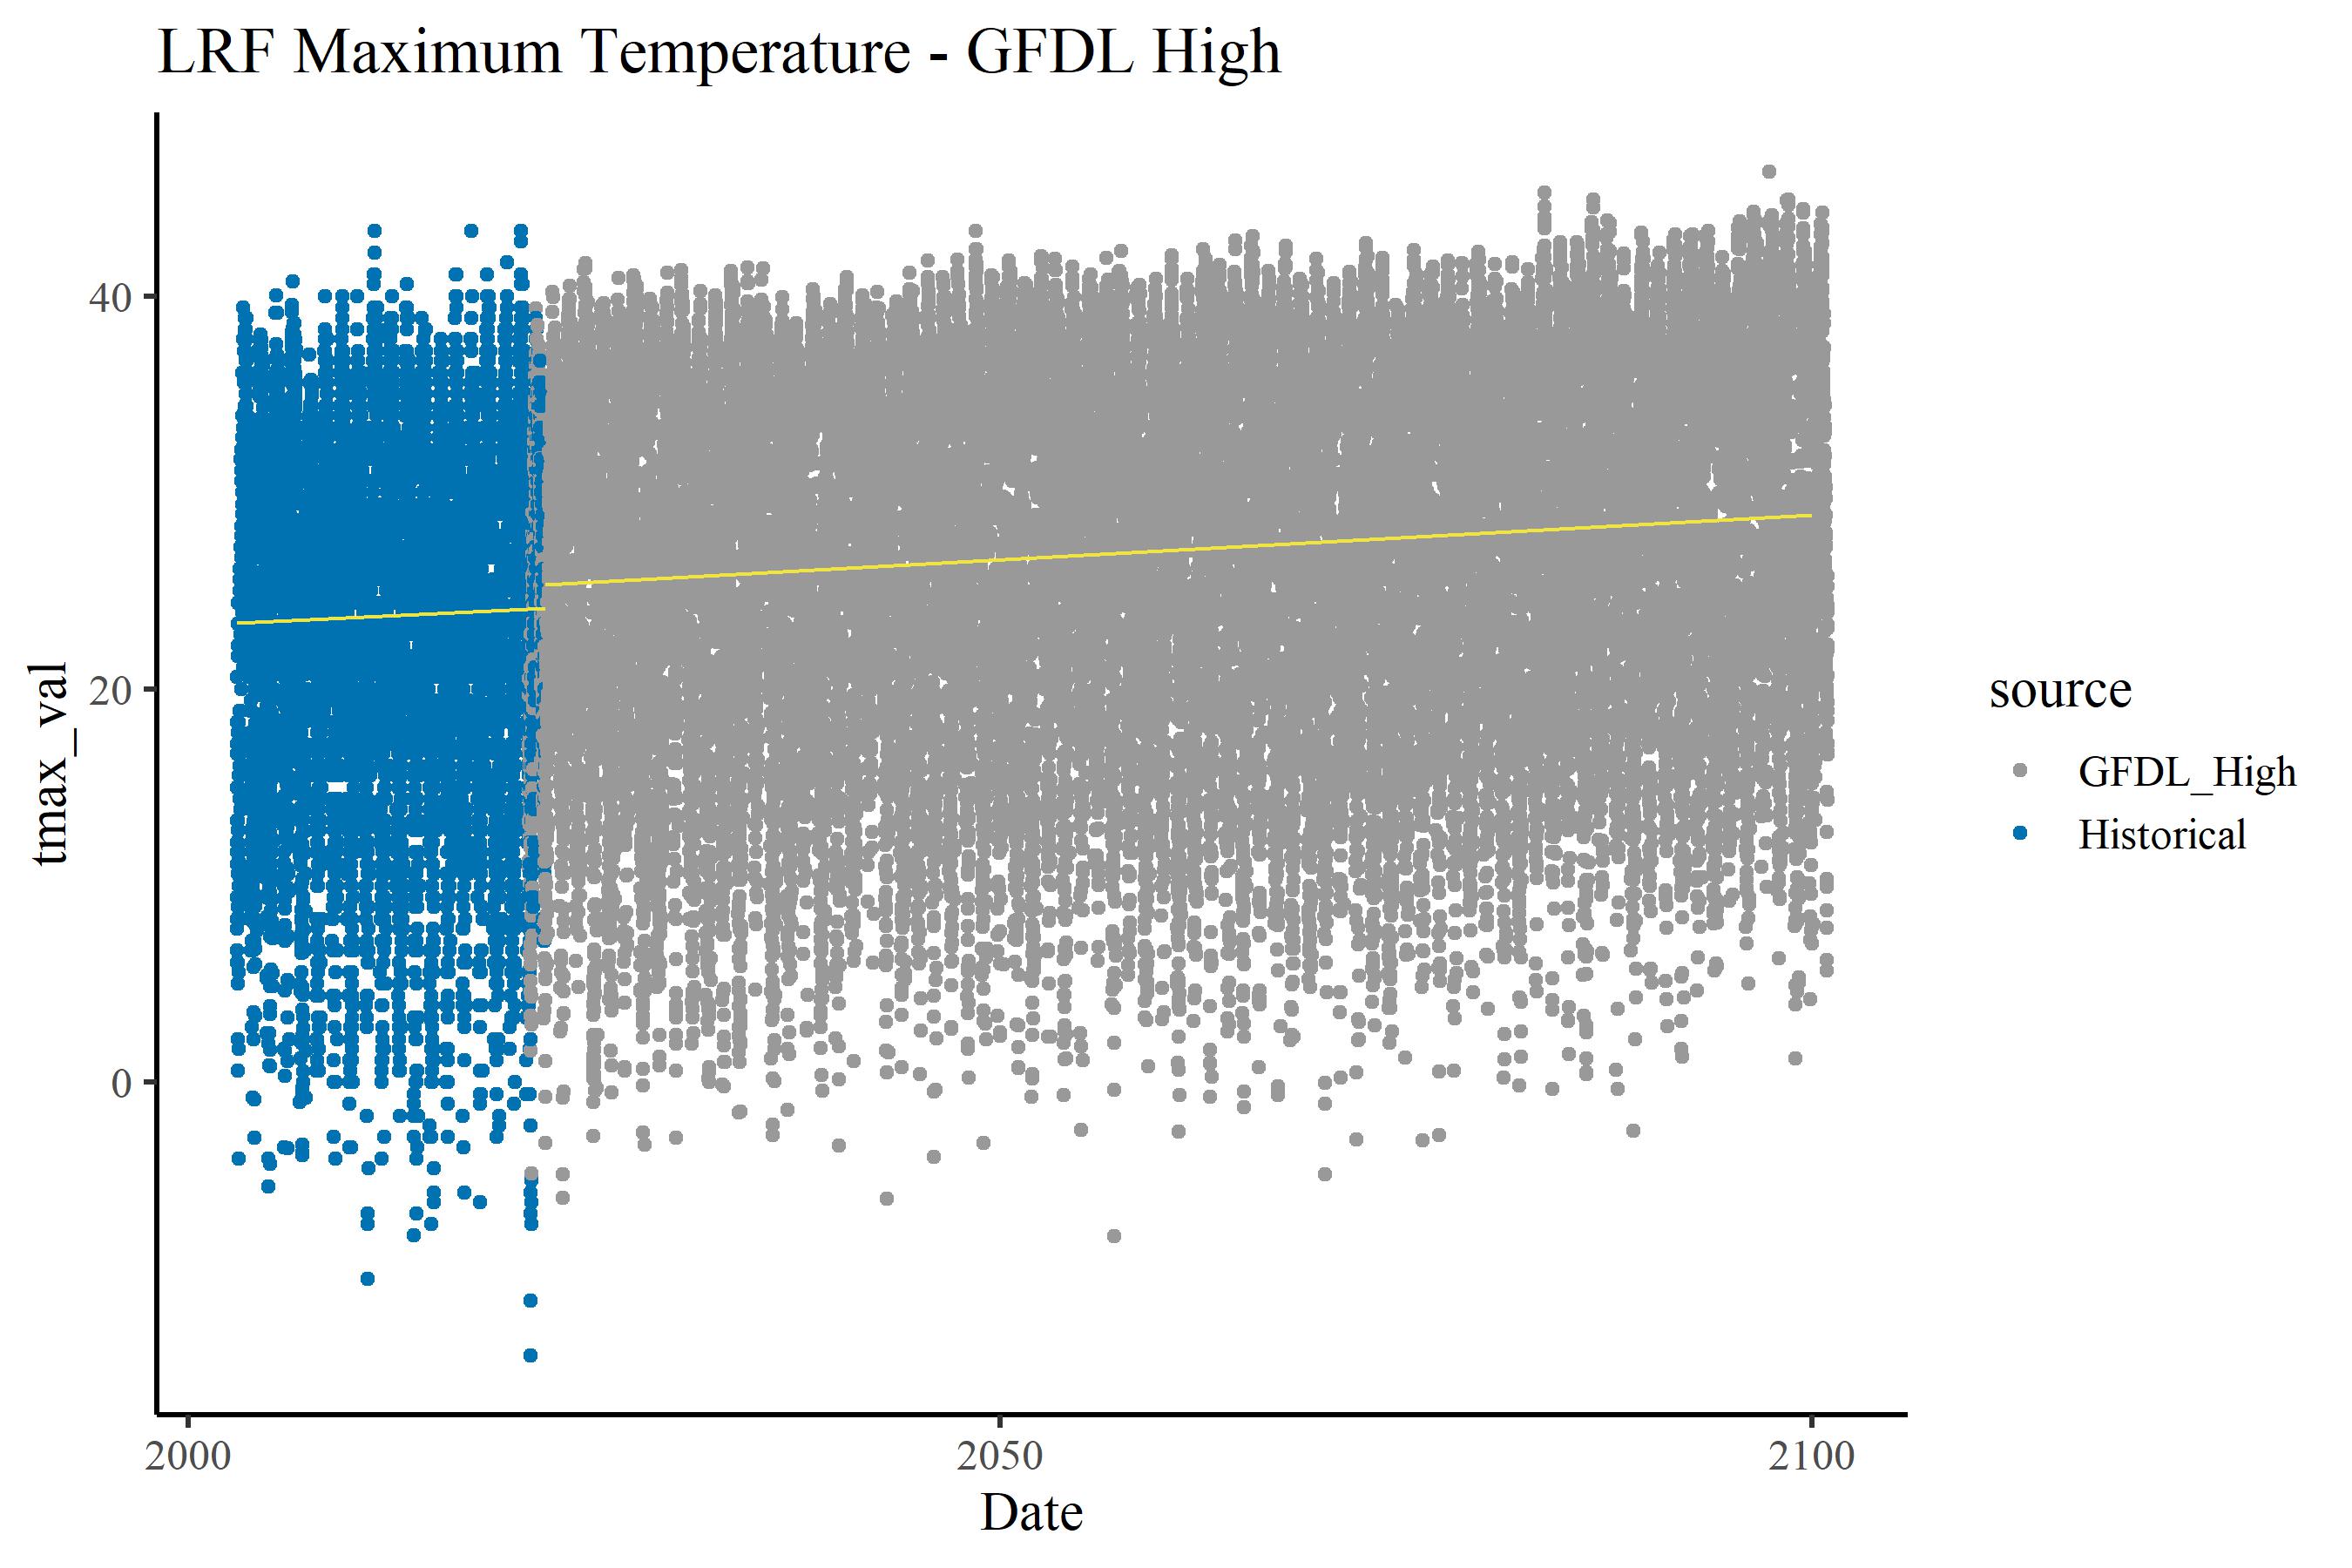 LRF Maximum Temperature - GFDL High
tmax_val
40
20
0
2000
2050
2100
Date
source
GFDL_High
Historical